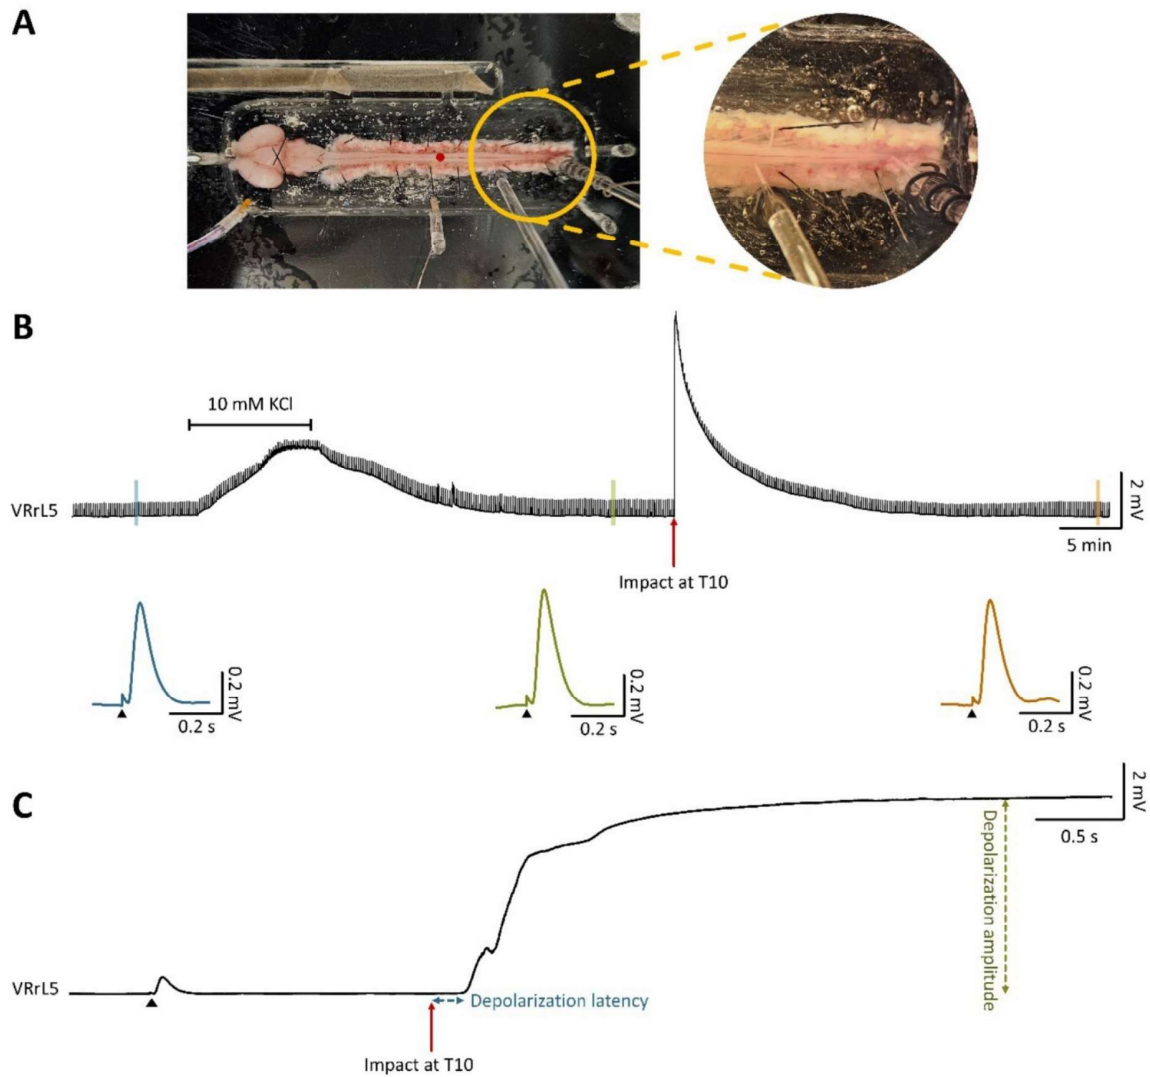 A
B
10 mM KCl
VRrL5
2 mV
5 min
Impact at T10
0.2 mV
0.2 s
0.2 mV
0.2 s
0.2 mV
0.2 s
C
2 mV
0.5 s
Depolarization amplitude
VRrL5
Depolarization latency
Impact at T10